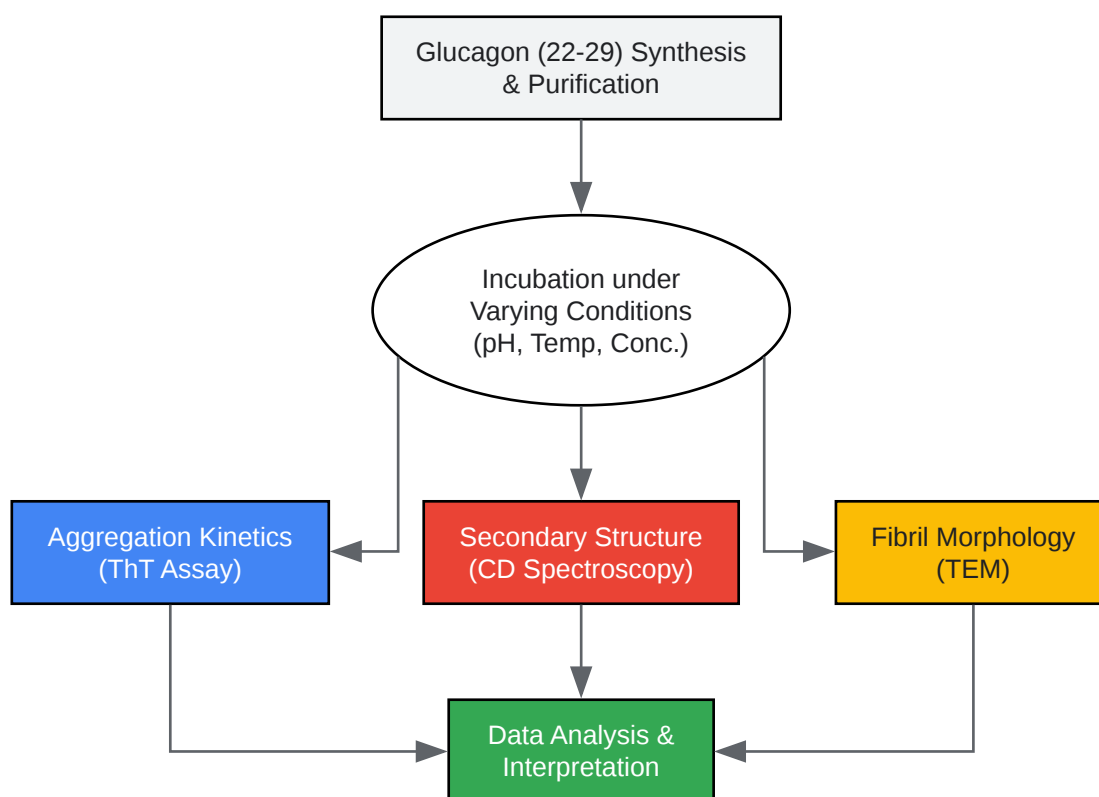 Glucagon (22-29) Synthesis
& Purification
Incubation under
Varying Conditions
(pH, Temp, Conc.)
Aggregation Kinetics
(ThT Assay)
Secondary Structure
(CD Spectroscopy)
Fibril Morphology
(TEM)
Data Analysis &
Interpretation